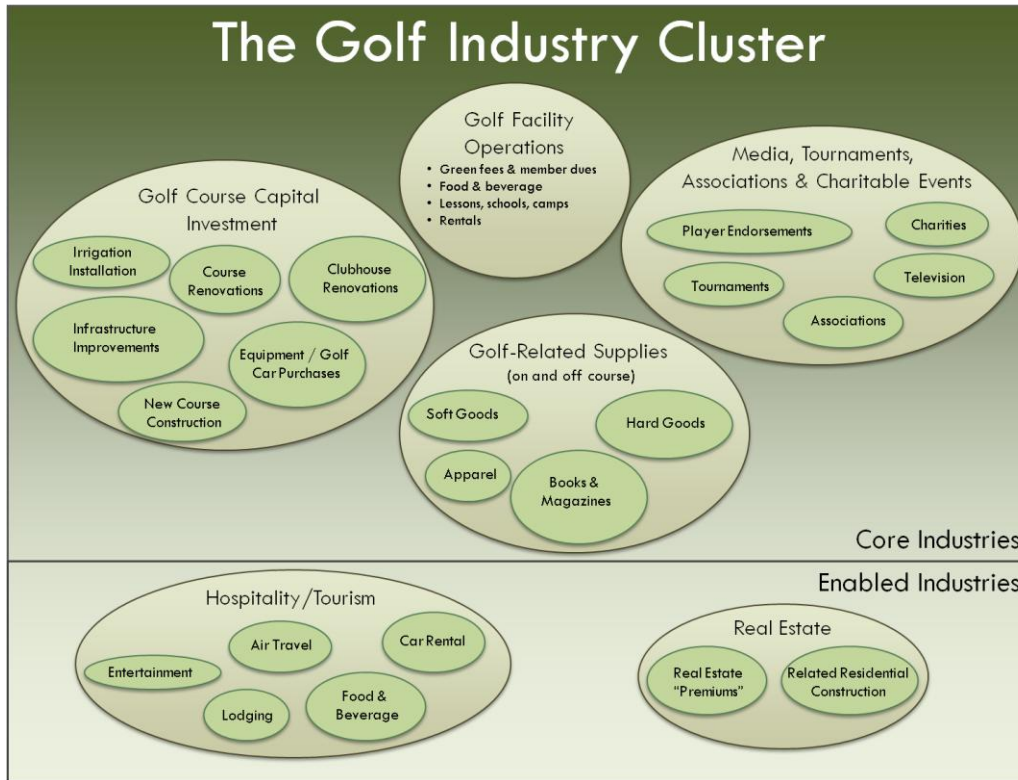 The Golf Industry Cluster
Golf Facility
Operations
• Green fees & member dues
• Food & beverage
• Lessons, schools, camps
• Rentals
Golf Course Capital
Investment
Irrigation
Installation
Course
Renovations
Clubhouse
Renovations
Infrastructure
Improvements
Equipment / Golf
Car Purchases
New Course
Construction
Media, Tournaments,
Associations & Charitable Events
Player Endorsements
Charities
Tournaments
Television
Associations
Golf-Related Supplies
(on and off course)
Soft Goods
Hard Goods
Apparel
Books &
Magazines
Core Industries
Enabled Industries
Hospitality/Tourism
Air Travel
Car Rental
Entertainment
Lodging
Food &
Beverage
Real Estate
Real Estate
"Premiums"
Related Residential
Construction